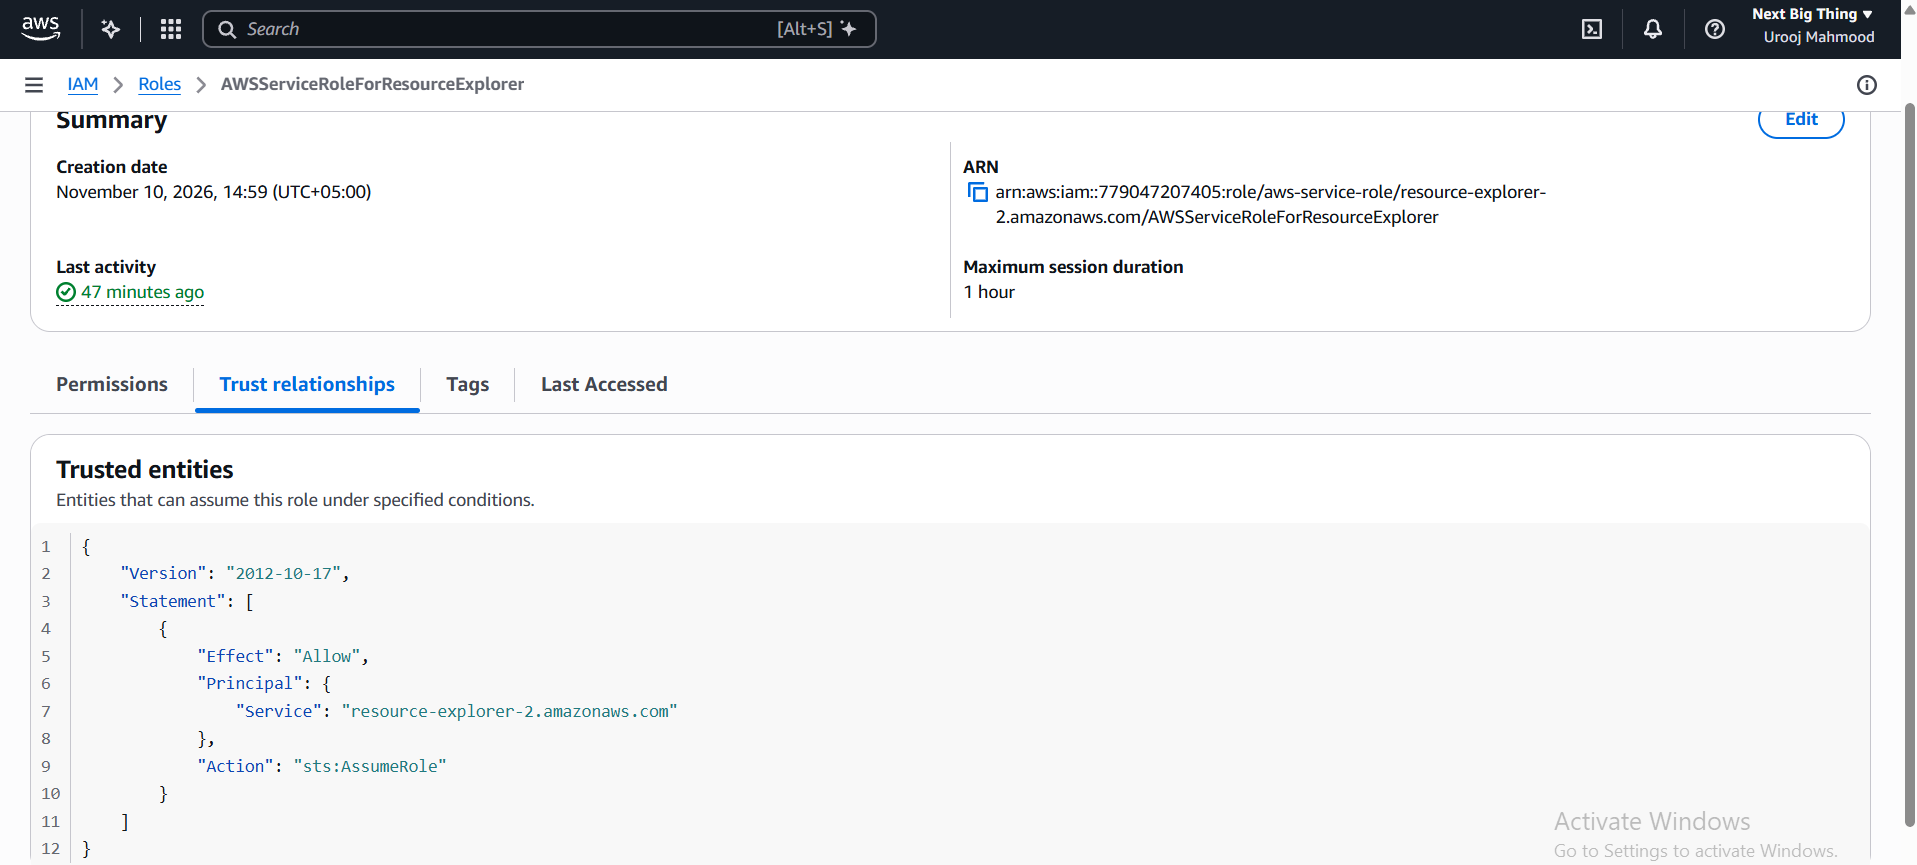 aws
Search
[Alt+S]
Next Big Thing
Urooj Mahmood
IAM
Roles
AWSServiceRoleForResourceExplorer
Summary
Edit
Creation date
November 10, 2026, 14:59 (UTC+05:00)
ARN
arn:aws:iam::779047207405:role/aws-service-role/resource-explorer-
2.amazonaws.com/AWSServiceRoleForResourceExplorer
Last activity
47 minutes ago
Maximum session duration
1 hour
Permissions
Trust relationships
Tags
Last Accessed
Trusted entities
Entities that can assume this role under specified conditions.
1 {
2 "Version": "2012-10-17",
3 "Statement": [
4 {
5 "Effect": "Allow",
6 "Principal": {
7 "Service": "resource-explorer-2.amazonaws.com"
8 },
9 "Action": "sts:AssumeRole"
10 }
11 ]
12 }
Activate Windows
Go to Settings to activate Windows.